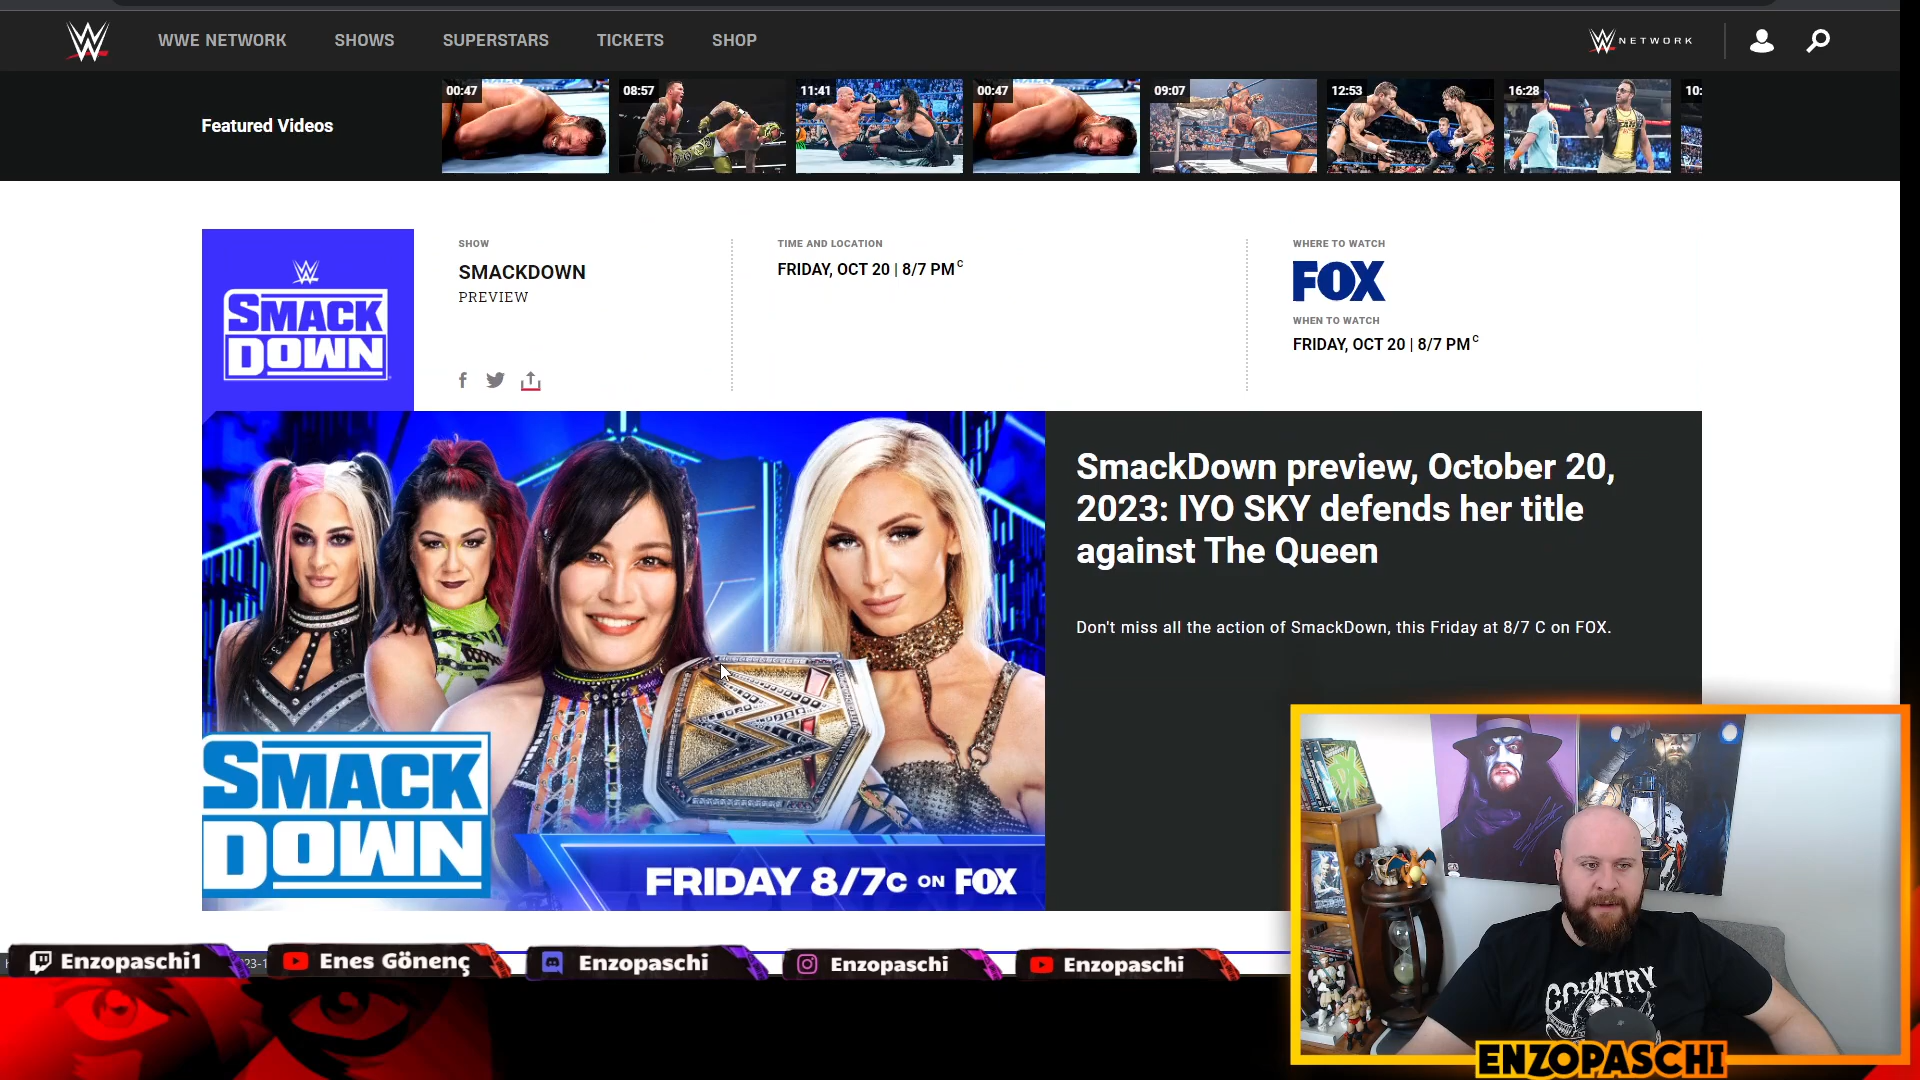 WWE NETWORK
SHOWS
SUPERSTARS
TICKETS
SHOP
NETWORK
Featured Videos
00:47
08:57
11:41
00:47
09:07
12:53
16:28
10:
SMACK
DOWN
SHOW
SMACKDOWN
PREVIEW
TIME AND LOCATION
FRIDAY, OCT 20 | 8/7 PM C
WHERE TO WATCH
FOX
WHEN TO WATCH
FRIDAY, OCT 20 | 8/7 PM C
SmackDown preview, October 20,
2023: IYO SKY defends her title
against The Queen
Don't miss all the action of SmackDown, this Friday at 8/7 C on FOX.
SMACK
DOWN
FRIDAY 8/7C ON FOX
Enzopaschi1
23-1
Enes Gönenç
Enzopaschi
Enzopaschi
Enzopaschi
COUNTRY
ENZOPASCHI